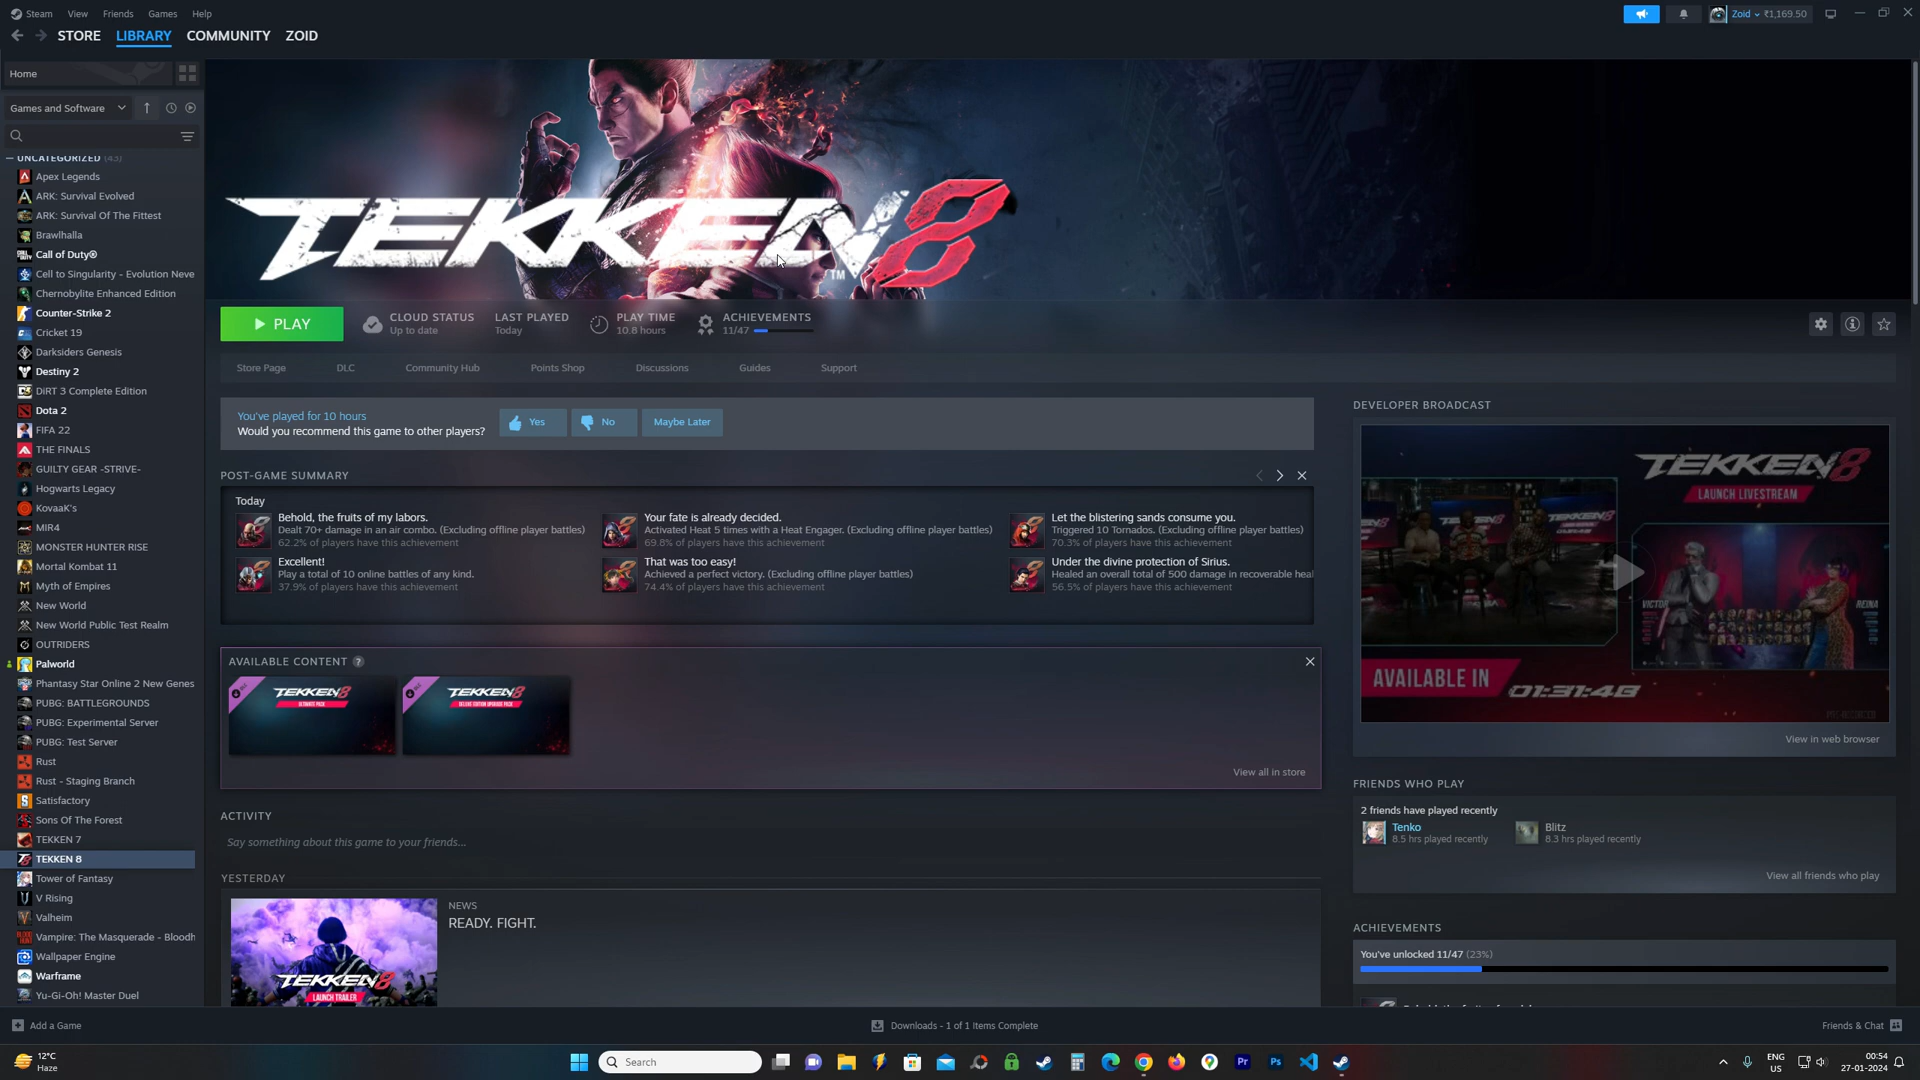 Steam View Friends Games Help
Zoid ₹1,169.50
STORE LIBRARY COMMUNITY ZOID
Home
Games and Software
UNCATEGORIZED (43)
Apex Legends
ARK: Survival Evolved
ARK: Survival Of The Fittest
Brawlhalla
Call of Duty®
Cell to Singularity - Evolution Neve
Chernobylite Enhanced Edition
Counter-Strike 2
Cricket 19
Darksiders Genesis
Destiny 2
DiRT 3 Complete Edition
Dota 2
FIFA 22
THE FINALS
GUILTY GEAR -STRIVE-
Hogwarts Legacy
KovaaK's
MIR4
MONSTER HUNTER RISE
Mortal Kombat 11
Myth of Empires
New World
New World Public Test Realm
OUTRIDERS
Palworld
Phantasy Star Online 2 New Genes
PUBG: BATTLEGROUNDS
PUBG: Experimental Server
PUBG: Test Server
Rust
Rust - Staging Branch
Satisfactory
Sons Of The Forest
TEKKEN 7
TEKKEN 8
Tower of Fantasy
V Rising
Valheim
Vampire: The Masquerade - Bloodh
Wallpaper Engine
Warframe
Yu-Gi-Oh! Master Duel
TEKKEN 8 TM
PLAY
CLOUD STATUS
Up to date
LAST PLAYED
Today
PLAY TIME
10.8 hours
ACHIEVEMENTS
11/47
Store Page DLC Community Hub Points Shop Discussions Guides Support
You've played for 10 hours
Would you recommend this game to other players?
Yes No Maybe Later
POST-GAME SUMMARY
Today
Behold, the fruits of my labors.
Dealt 70+ damage in an air combo. (Excluding offline player battles)
62.2% of players have this achievement
Your fate is already decided.
Activated Heat 5 times with a Heat Engager. (Excluding offline player battles)
69.8% of players have this achievement
Let the blistering sands consume you.
Triggered 10 Tornados. (Excluding offline player battles)
70.3% of players have this achievement
Excellent!
Play a total of 10 online battles of any kind.
37.9% of players have this achievement
That was too easy!
Achieved a perfect victory. (Excluding offline player battles)
74.4% of players have this achievement
Under the divine protection of Sirius.
Healed an overall total of 500 damage in recoverable heal
56.5% of players have this achievement
AVAILABLE CONTENT ?
DLC
TEKKEN 8
ULTIMATE PACK
DLC
TEKKEN 8
DELUXE EDITION UPGRADE PACK
View all in store
ACTIVITY
Say something about this game to your friends...
YESTERDAY
TEKKEN 8
LAUNCH TRAILER
NEWS
READY. FIGHT.
DEVELOPER BROADCAST
TEKKEN 8
LAUNCH LIVESTREAM
VICTOR
REINA
AVAILABLE IN 01:31:48
View in web browser
FRIENDS WHO PLAY
2 friends have played recently
Tenko
8.5 hrs played recently
Blitz
8.3 hrs played recently
View all friends who play
ACHIEVEMENTS
You've unlocked 11/47 (23%)
Add a Game
Downloads - 1 of 1 Items Complete
Friends & Chat
12°C
Haze
Search
Pr
Ps
ENG
US
00:54
27-01-2024